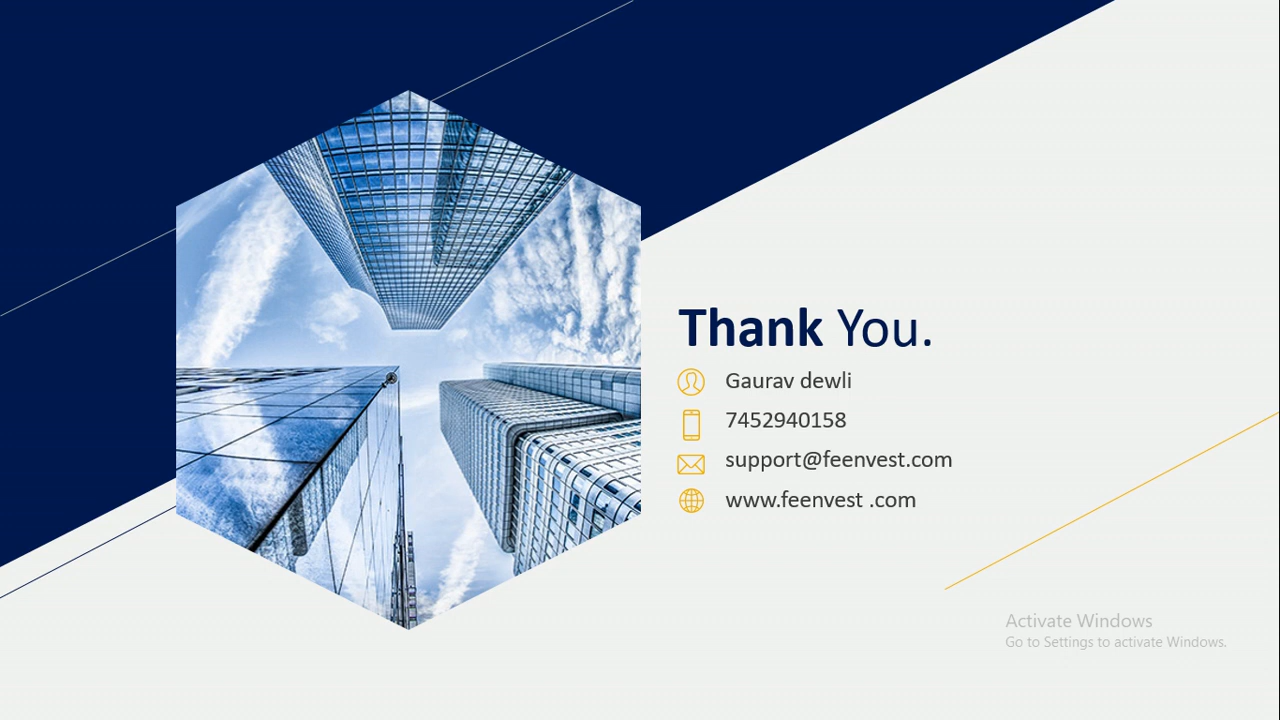 Thank You.
Gaurav dewli
7452940158
support@feenvest.com
www.feenvest .com
Activate Windows
Go to Settings to activate Windows.